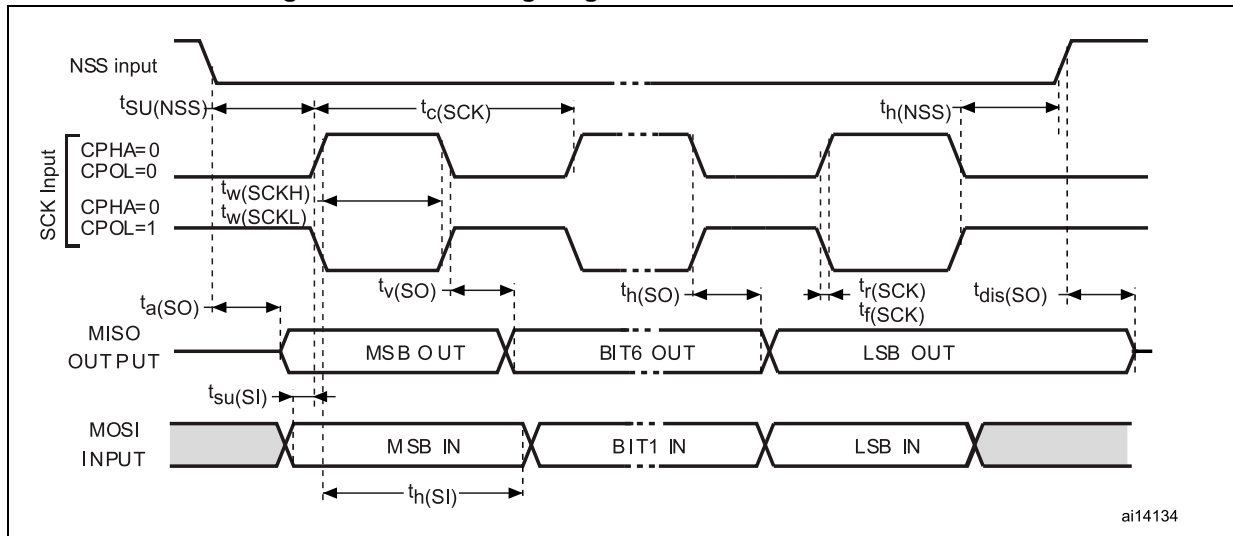 NSS input
tSU(NSS)
tc(SCK)
th(NSS)
SCK Input
CPHA=0
CPOL=0
tw(SCKH)
tw(SCKL)
CPHA=0
CPOL=1
ta(SO)
tv(SO)
th(SO)
tr(SCK)
tf(SCK)
tdis(SO)
MISO
OUTPUT
MSB OUT
BIT6 OUT
LSB OUT
tsu(SI)
MOSI
INPUT
MSB IN
BIT1 IN
LSB IN
th(SI)
ai14134